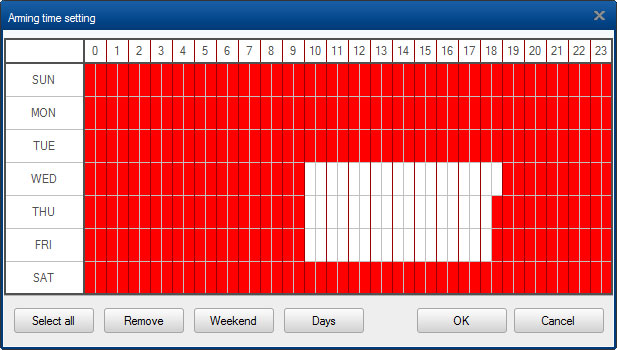 Arming time setting
0 1 2 3 4 5 6 7 8 9 10 11 12 13 14 15 16 17 18 19 20 21 22 23
SUN
MON
TUE
WED
THU
FRI
SAT
Select all Remove Weekend Days OK Cancel